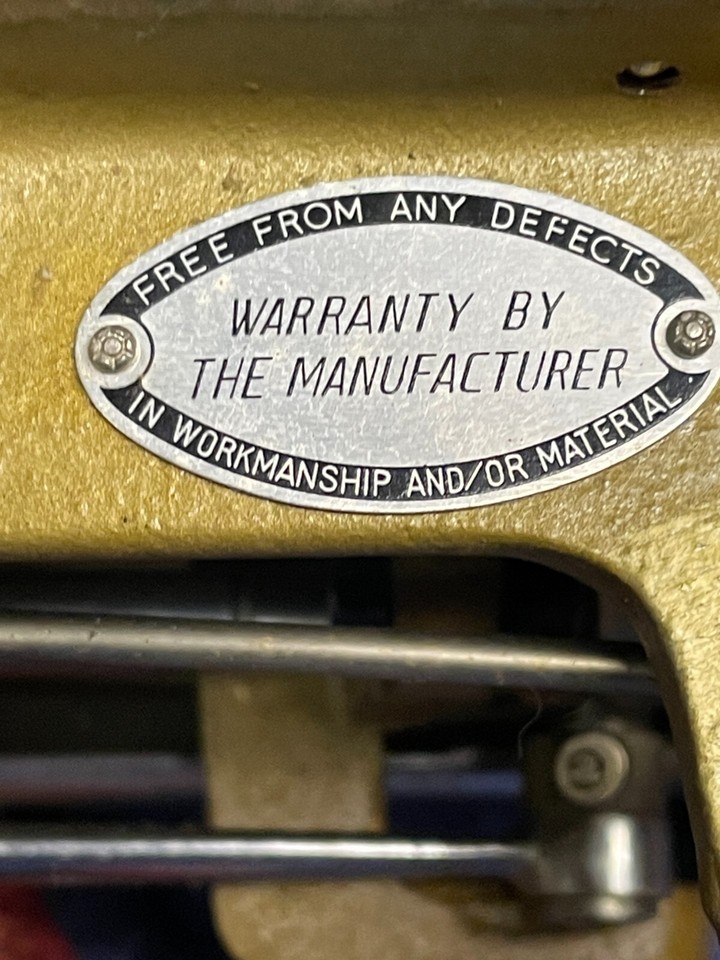 FREE FROM ANY DEFECTS
WARRANTY BY
THE MANUFACTURER
IN WORKMANSHIP AND/OR MATERIAL.